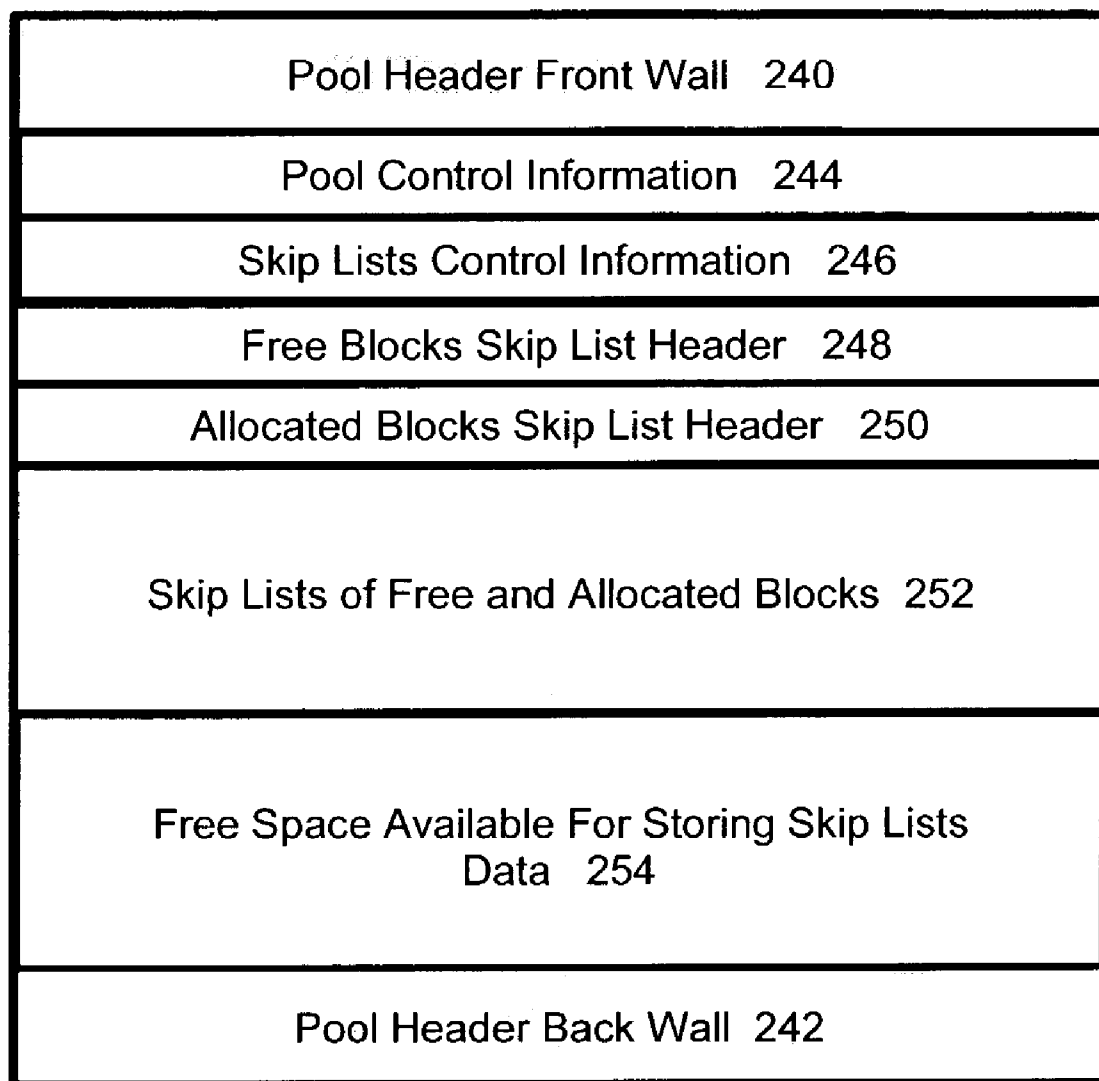 Pool Header Front Wall 240
Pool Control Information 244
Skip Lists Control Information 246
Free Blocks Skip List Header 248
Allocated Blocks Skip List Header 250
Skip Lists of Free and Allocated Blocks 252
Free Space Available For Storing Skip Lists
Data 254
Pool Header Back Wall 242